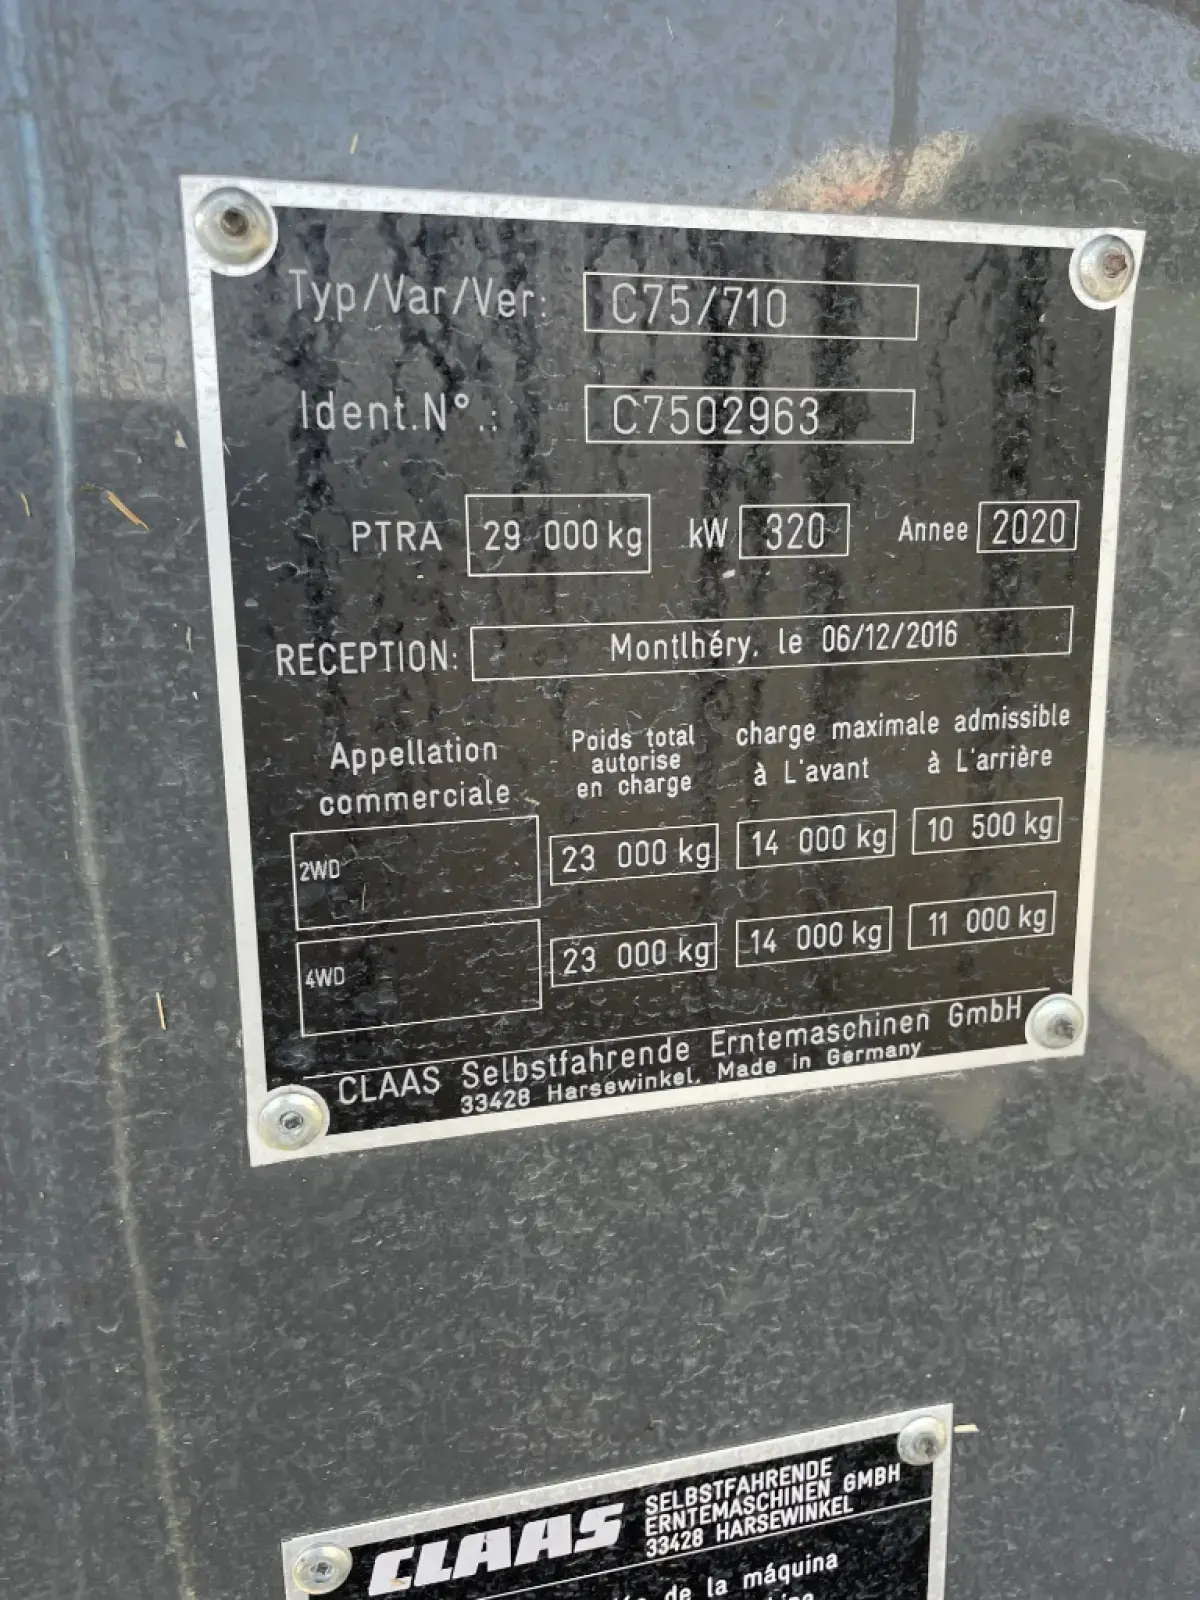 Typ/Var/Ver: C75/710
Ident.N°.: C7502963
PTRA 29 000 kg kW 320 Annee 2020
RECEPTION: Montlhéry, le 06/12/2016
Appellation commerciale
Poids total autorise en charge
charge maximale admissible
à L'avant à L'arrière
2WD 23 000 kg 14 000 kg 10 500 kg
4WD 23 000 kg 14 000 kg 11 000 kg
CLAAS Selbstfahrende Erntemaschinen GmbH
33428 Harsewinkel, Made in Germany
CLAAS
SELBSTFAHRENDE
ERNTEMASCHINEN GMBH
33428 HARSEWINKEL
de la máquina